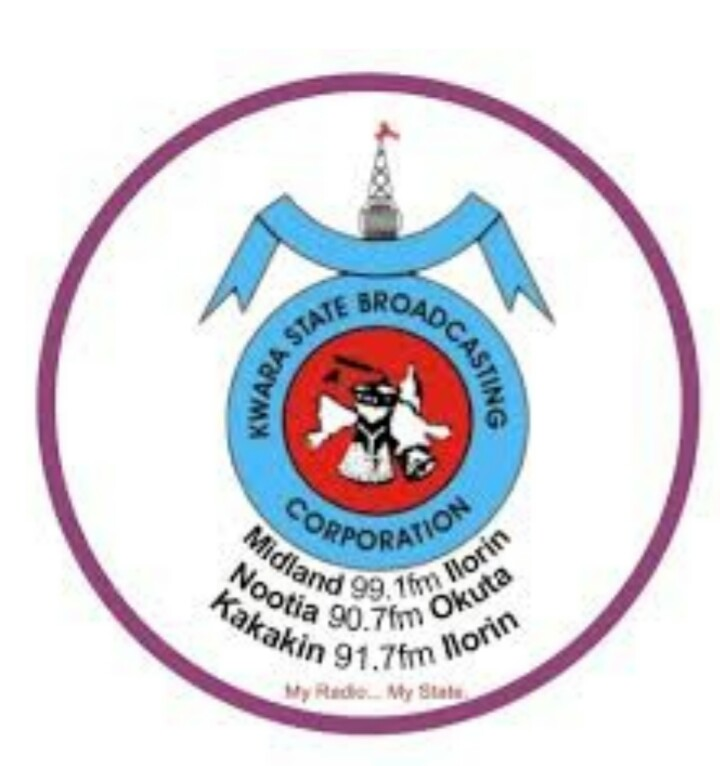 KWARA STATE BROADCASTING
CORPORATION
Midland 99.1fm Ilorin
Nootia 90.7fm Okuta
Kakakin 91.7fm Ilorin
My Radio... My State.